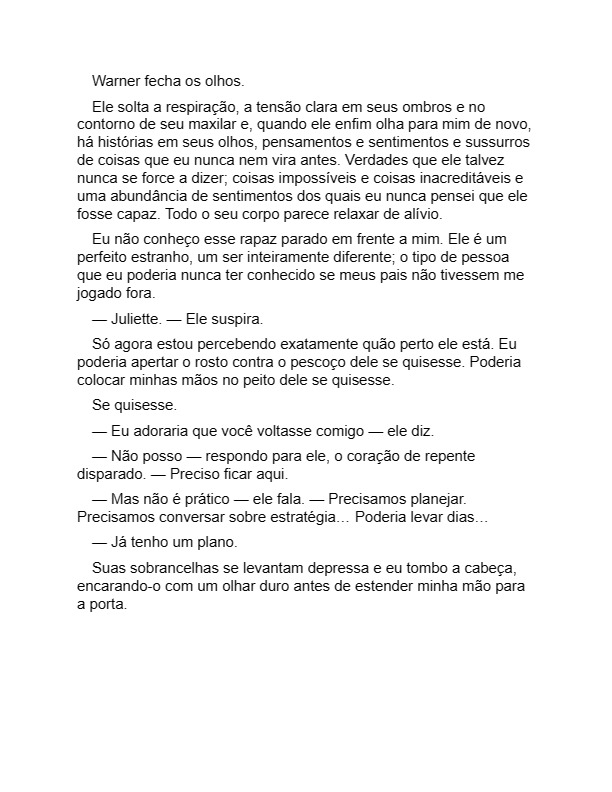 Warner fecha os olhos.
Ele solta a respiração, a tensão clara em seus ombros e no
contorno de seu maxilar e, quando ele enfim olha para mim de novo,
há histórias em seus olhos, pensamentos e sentimentos e sussurros
de coisas que eu nunca nem vira antes. Verdades que ele talvez
nunca se force a dizer; coisas impossíveis e coisas inacreditáveis e
uma abundância de sentimentos dos quais eu nunca pensei que ele
fosse capaz. Todo o seu corpo parece relaxar de alívio.
Eu não conheço esse rapaz parado em frente a mim. Ele é um
perfeito estranho, um ser inteiramente diferente; o tipo de pessoa
que eu poderia nunca ter conhecido se meus pais não tivessem me
jogado fora.
— Juliette. — Ele suspira.
Só agora estou percebendo exatamente quão perto ele está. Eu
poderia apertar o rosto contra o pescoço dele se quisesse. Poderia
colocar minhas mãos no peito dele se quisesse.
Se quisesse.
— Eu adoraria que você voltasse comigo — ele diz.
— Não posso — respondo para ele, o coração de repente
disparado. — Preciso ficar aqui.
— Mas não é prático — ele fala. — Precisamos planejar.
Precisamos conversar sobre estratégia… Poderia levar dias…
— Já tenho um plano.
Suas sobrancelhas se levantam depressa e eu tombo a cabeça,
encarando-o com um olhar duro antes de estender minha mão para
a porta.